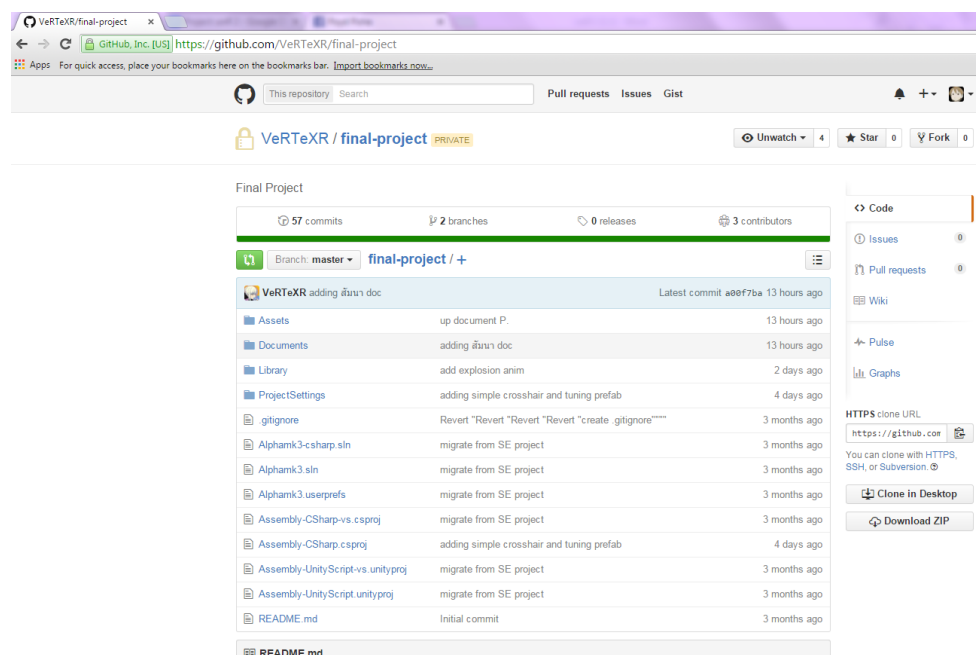 VeRTeXR/final-project ×
GitHub, Inc. [US] https://github.com/VeRTeXR/final-project
Apps For quick access, place your bookmarks here on the bookmarks bar. Import bookmarks now...
This repository Search Pull requests Issues Gist
VeRTeXR / final-project PRIVATE Unwatch 4 Star 0 Fork 0
Final Project
57 commits 2 branches 0 releases 3 contributors
Branch: master final-project / +
VeRTeXR adding สัมนา doc Latest commit a00f7ba 13 hours ago
Assets up document P. 13 hours ago
Documents adding สัมนา doc 13 hours ago
Library add explosion anim 2 days ago
ProjectSettings adding simple crosshair and tuning prefab 4 days ago
.gitignore Revert "Revert "Revert "Revert "create .gitignore"""" 3 months ago
Alphamk3-csharp.sln migrate from SE project 3 months ago
Alphamk3.sln migrate from SE project 3 months ago
Alphamk3.userprefs migrate from SE project 3 months ago
Assembly-CSharp-vs.csproj migrate from SE project 3 months ago
Assembly-CSharp.csproj adding simple crosshair and tuning prefab 4 days ago
Assembly-UnityScript-vs.unityproj migrate from SE project 3 months ago
Assembly-UnityScript.unityproj migrate from SE project 3 months ago
README.md Initial commit 3 months ago
README.md
Code
Issues 0
Pull requests 0
Wiki
Pulse
Graphs
HTTPS clone URL
https://github.com
You can clone with HTTPS,
SSH, or Subversion.
Clone in Desktop
Download ZIP